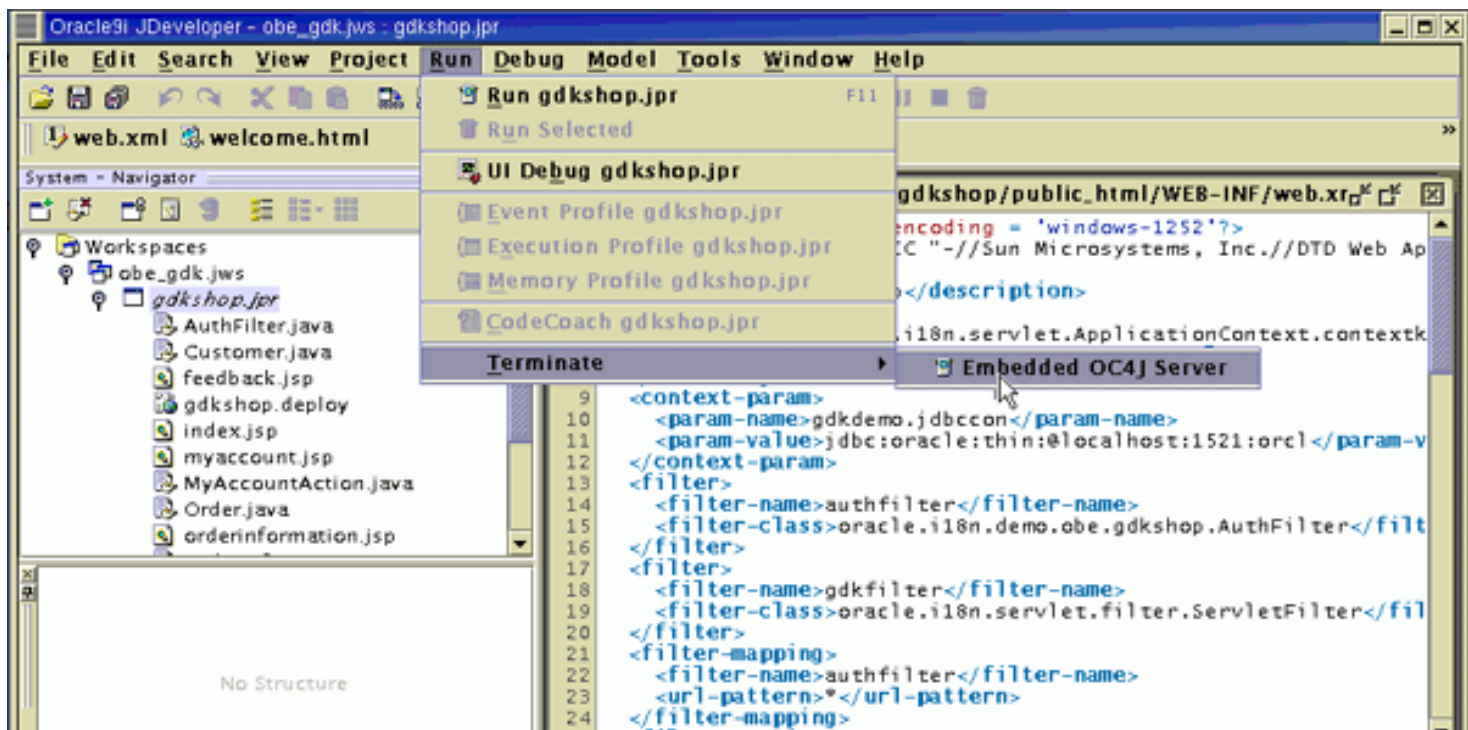 Oracle9i JDeveloper - obe_gdk.jws : gdkshop.jpr
File Edit Search View Project Run Debug Model Tools Window Help
Run gdkshop.jpr F11
Run Selected
UI Debug gdkshop.jpr
Event Profile gdkshop.jpr
Execution Profile gdkshop.jpr
Memory Profile gdkshop.jpr
CodeCoach gdkshop.jpr
Terminate
Embedded OC4J Server
web.xml welcome.html
»
System - Navigator
Workspaces
obe_gdk.jws
gdkshop.jpr
AuthFilter.java
Customer.java
feedback.jsp
gdkshop.deploy
index.jsp
myaccount.jsp
MyAccountAction.java
Order.java
orderinformation.jsp
No Structure
gdkshop/public_html/WEB-INF/web.xr
encoding = 'windows-1252'?>
C "-//Sun Microsystems, Inc.//DTD Web Ap
></description>
.i18n.servlet.ApplicationContext.contextk
9 <context-param>
10 <param-name>gdkdemo.jdbccon</param-name>
11 <param-value>jdbc:oracle:thin:@localhost:1521:orcl</param-v
12 </context-param>
13 <filter>
14 <filter-name>authfilter</filter-name>
15 <filter-class>oracle.i18n.demo.obe.gdkshop.AuthFilter</filt
16 </filter>
17 <filter>
18 <filter-name>gdkfilter</filter-name>
19 <filter-class>oracle.i18n.servlet.filter.ServletFilter</fil
20 </filter>
21 <filter-mapping>
22 <filter-name>authfilter</filter-name>
23 <url-pattern>*</url-pattern>
24 </filter-mapping>